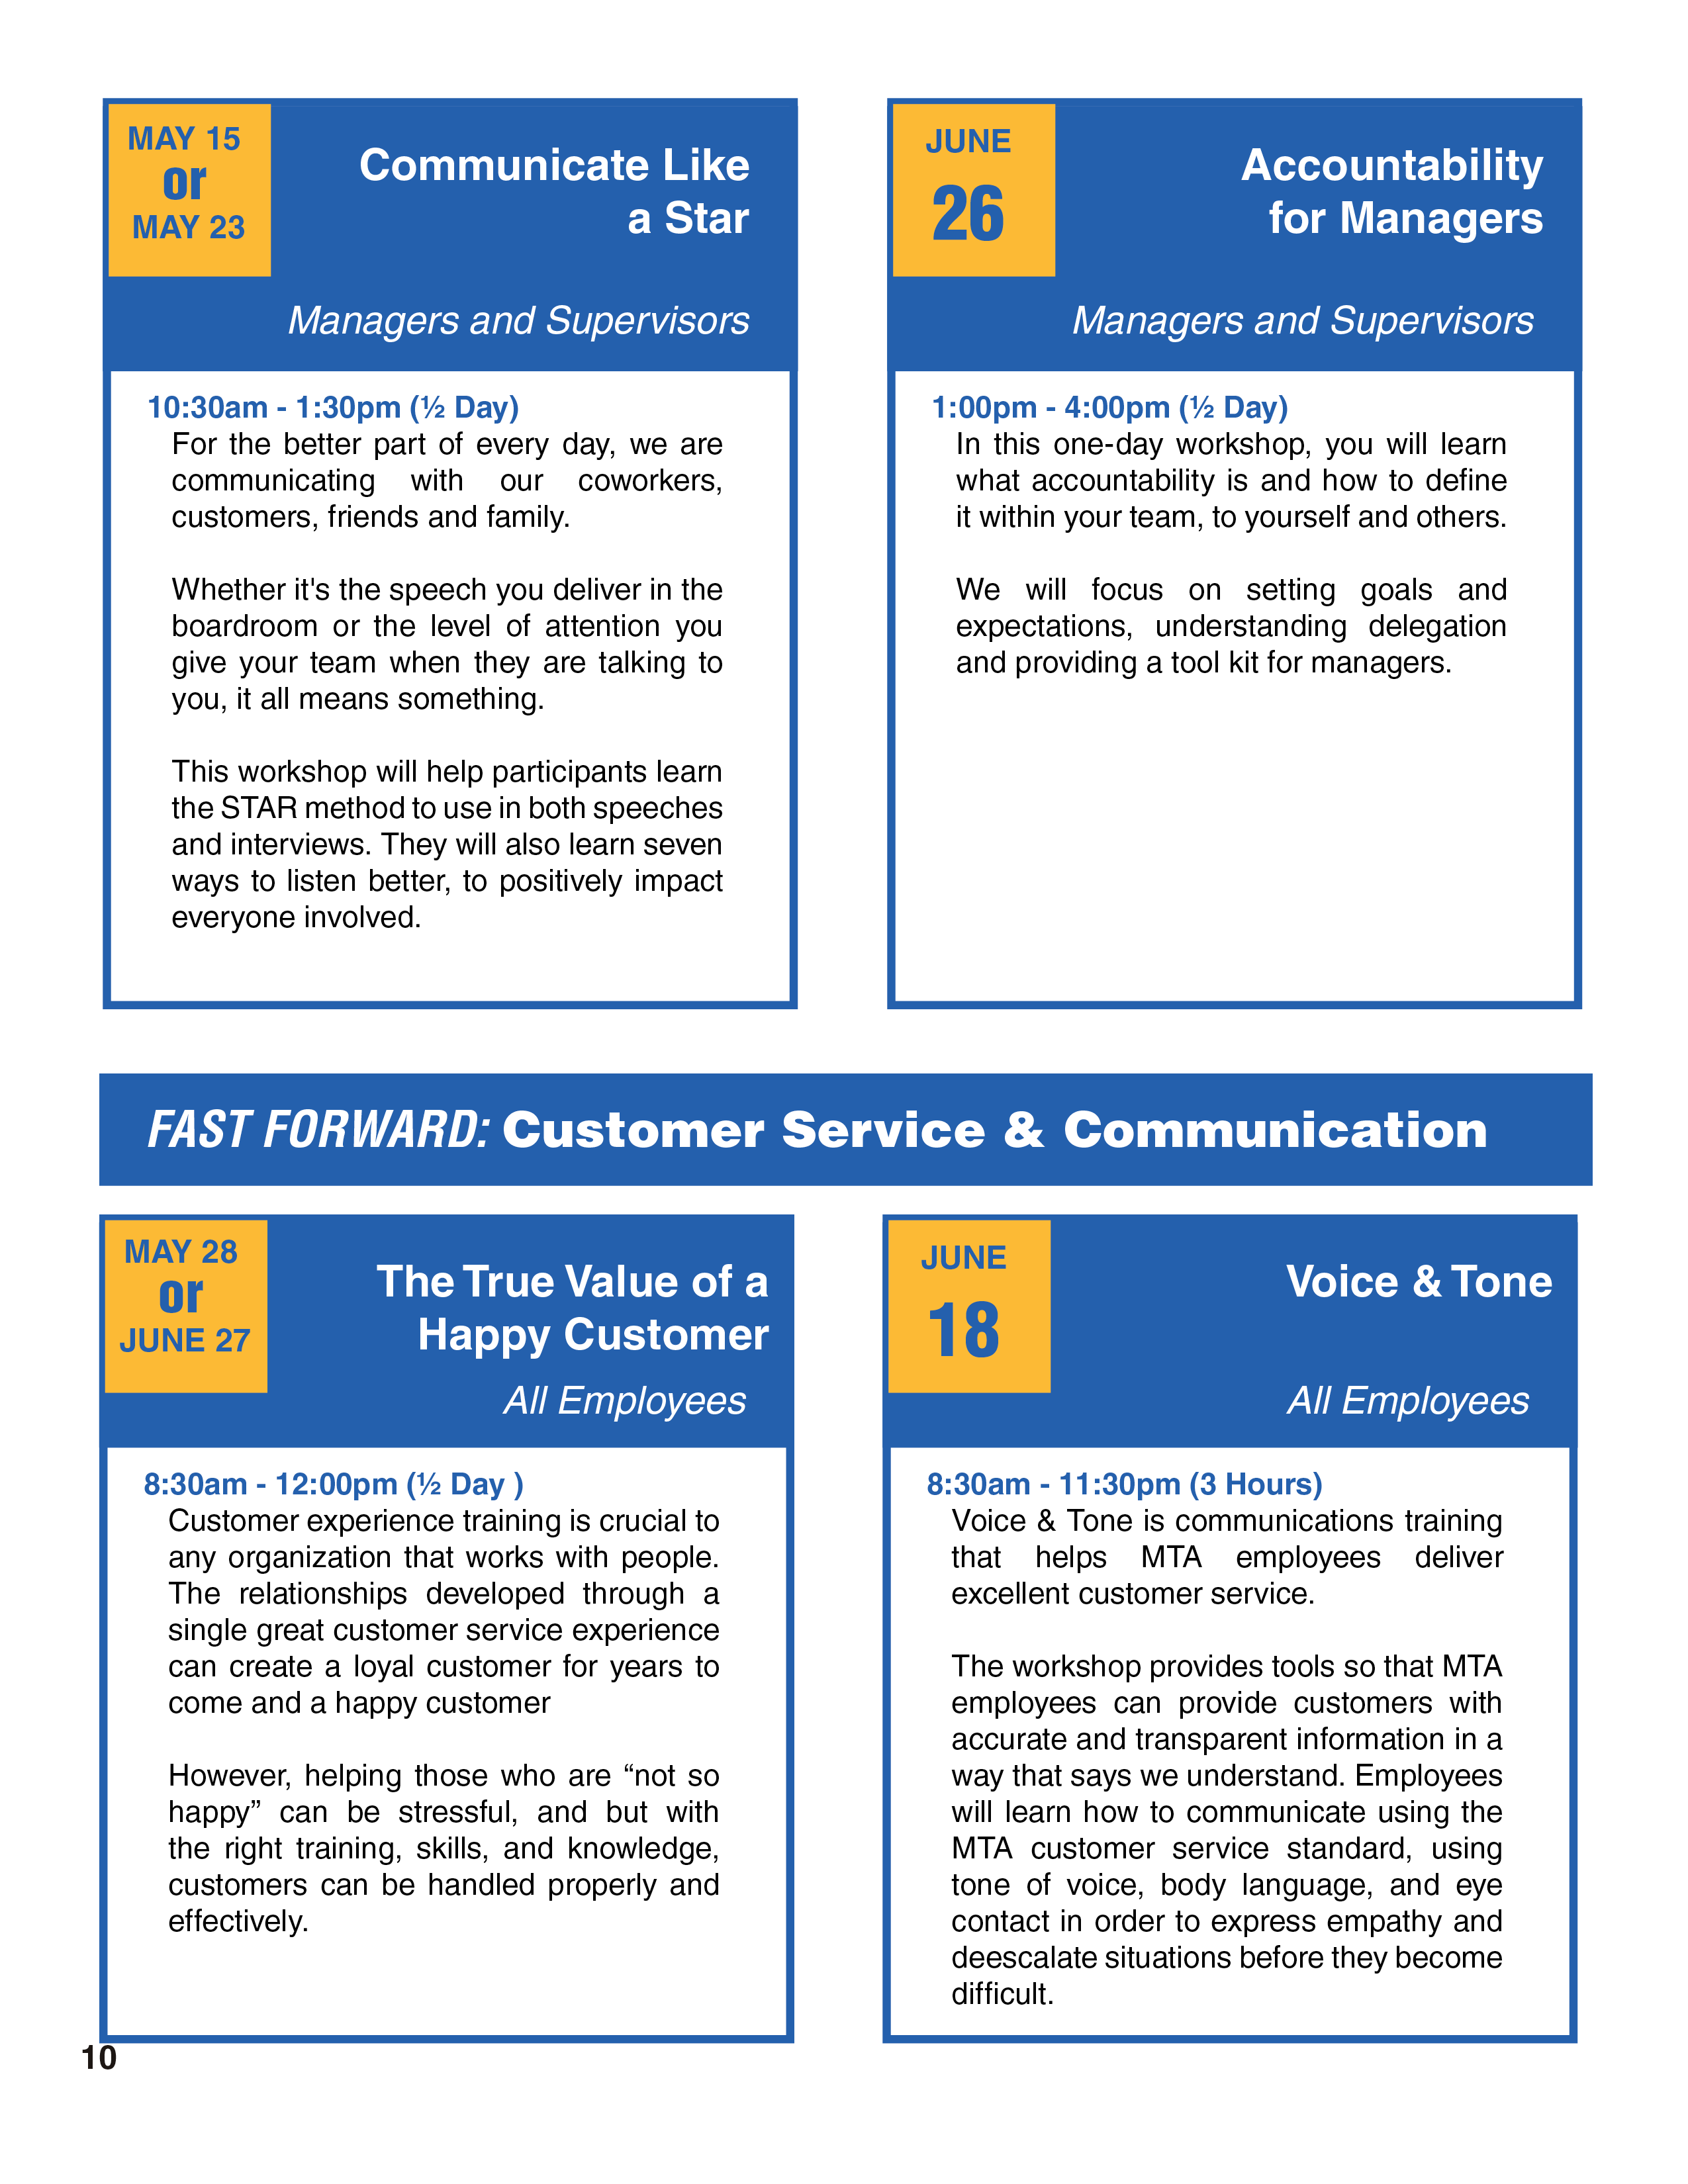 MAY 15
or
MAY 23
Communicate Like
a Star
Managers and Supervisors
10:30am - 1:30pm (½ Day)
For the better part of every day, we are
communicating with our coworkers,
customers, friends and family.
Whether it's the speech you deliver in the
boardroom or the level of attention you
give your team when they are talking to
you, it all means something.
This workshop will help participants learn
the STAR method to use in both speeches
and interviews. They will also learn seven
ways to listen better, to positively impact
everyone involved.
JUNE
26
Accountability
for Managers
Managers and Supervisors
1:00pm - 4:00pm (½ Day)
In this one-day workshop, you will learn
what accountability is and how to define
it within your team, to yourself and others.
We will focus on setting goals and
expectations, understanding delegation
and providing a tool kit for managers.
FAST FORWARD: Customer Service & Communication
MAY 28
or
JUNE 27
The True Value of a
Happy Customer
All Employees
8:30am - 12:00pm (½ Day )
Customer experience training is crucial to
any organization that works with people.
The relationships developed through a
single great customer service experience
can create a loyal customer for years to
come and a happy customer
However, helping those who are “not so
happy” can be stressful, and but with
the right training, skills, and knowledge,
customers can be handled properly and
effectively.
JUNE
18
Voice & Tone
All Employees
8:30am - 11:30pm (3 Hours)
Voice & Tone is communications training
that helps MTA employees deliver
excellent customer service.
The workshop provides tools so that MTA
employees can provide customers with
accurate and transparent information in a
way that says we understand. Employees
will learn how to communicate using the
MTA customer service standard, using
tone of voice, body language, and eye
contact in order to express empathy and
deescalate situations before they become
difficult.
10